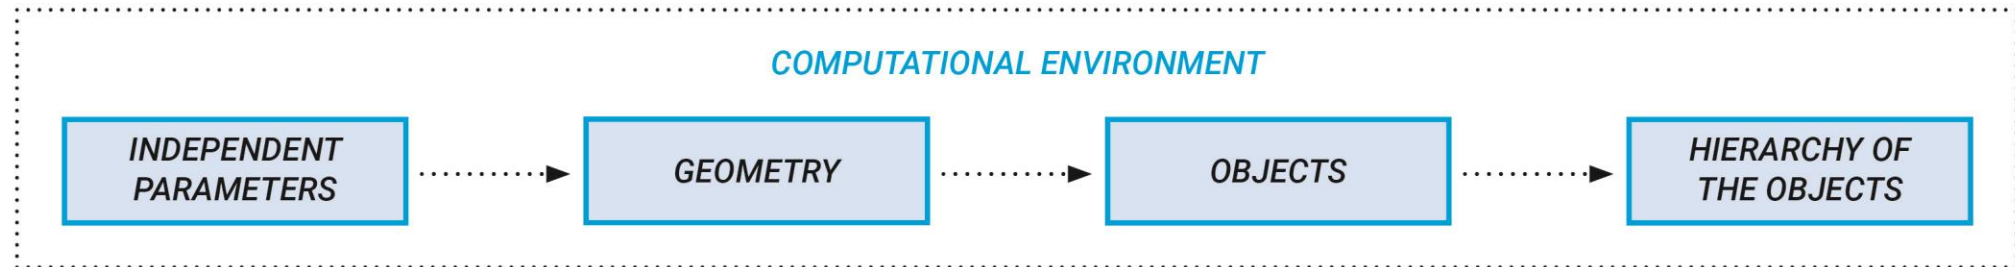 COMPUTATIONAL ENVIRONMENT
INDEPENDENT
PARAMETERS
GEOMETRY
OBJECTS
HIERARCHY OF
THE OBJECTS